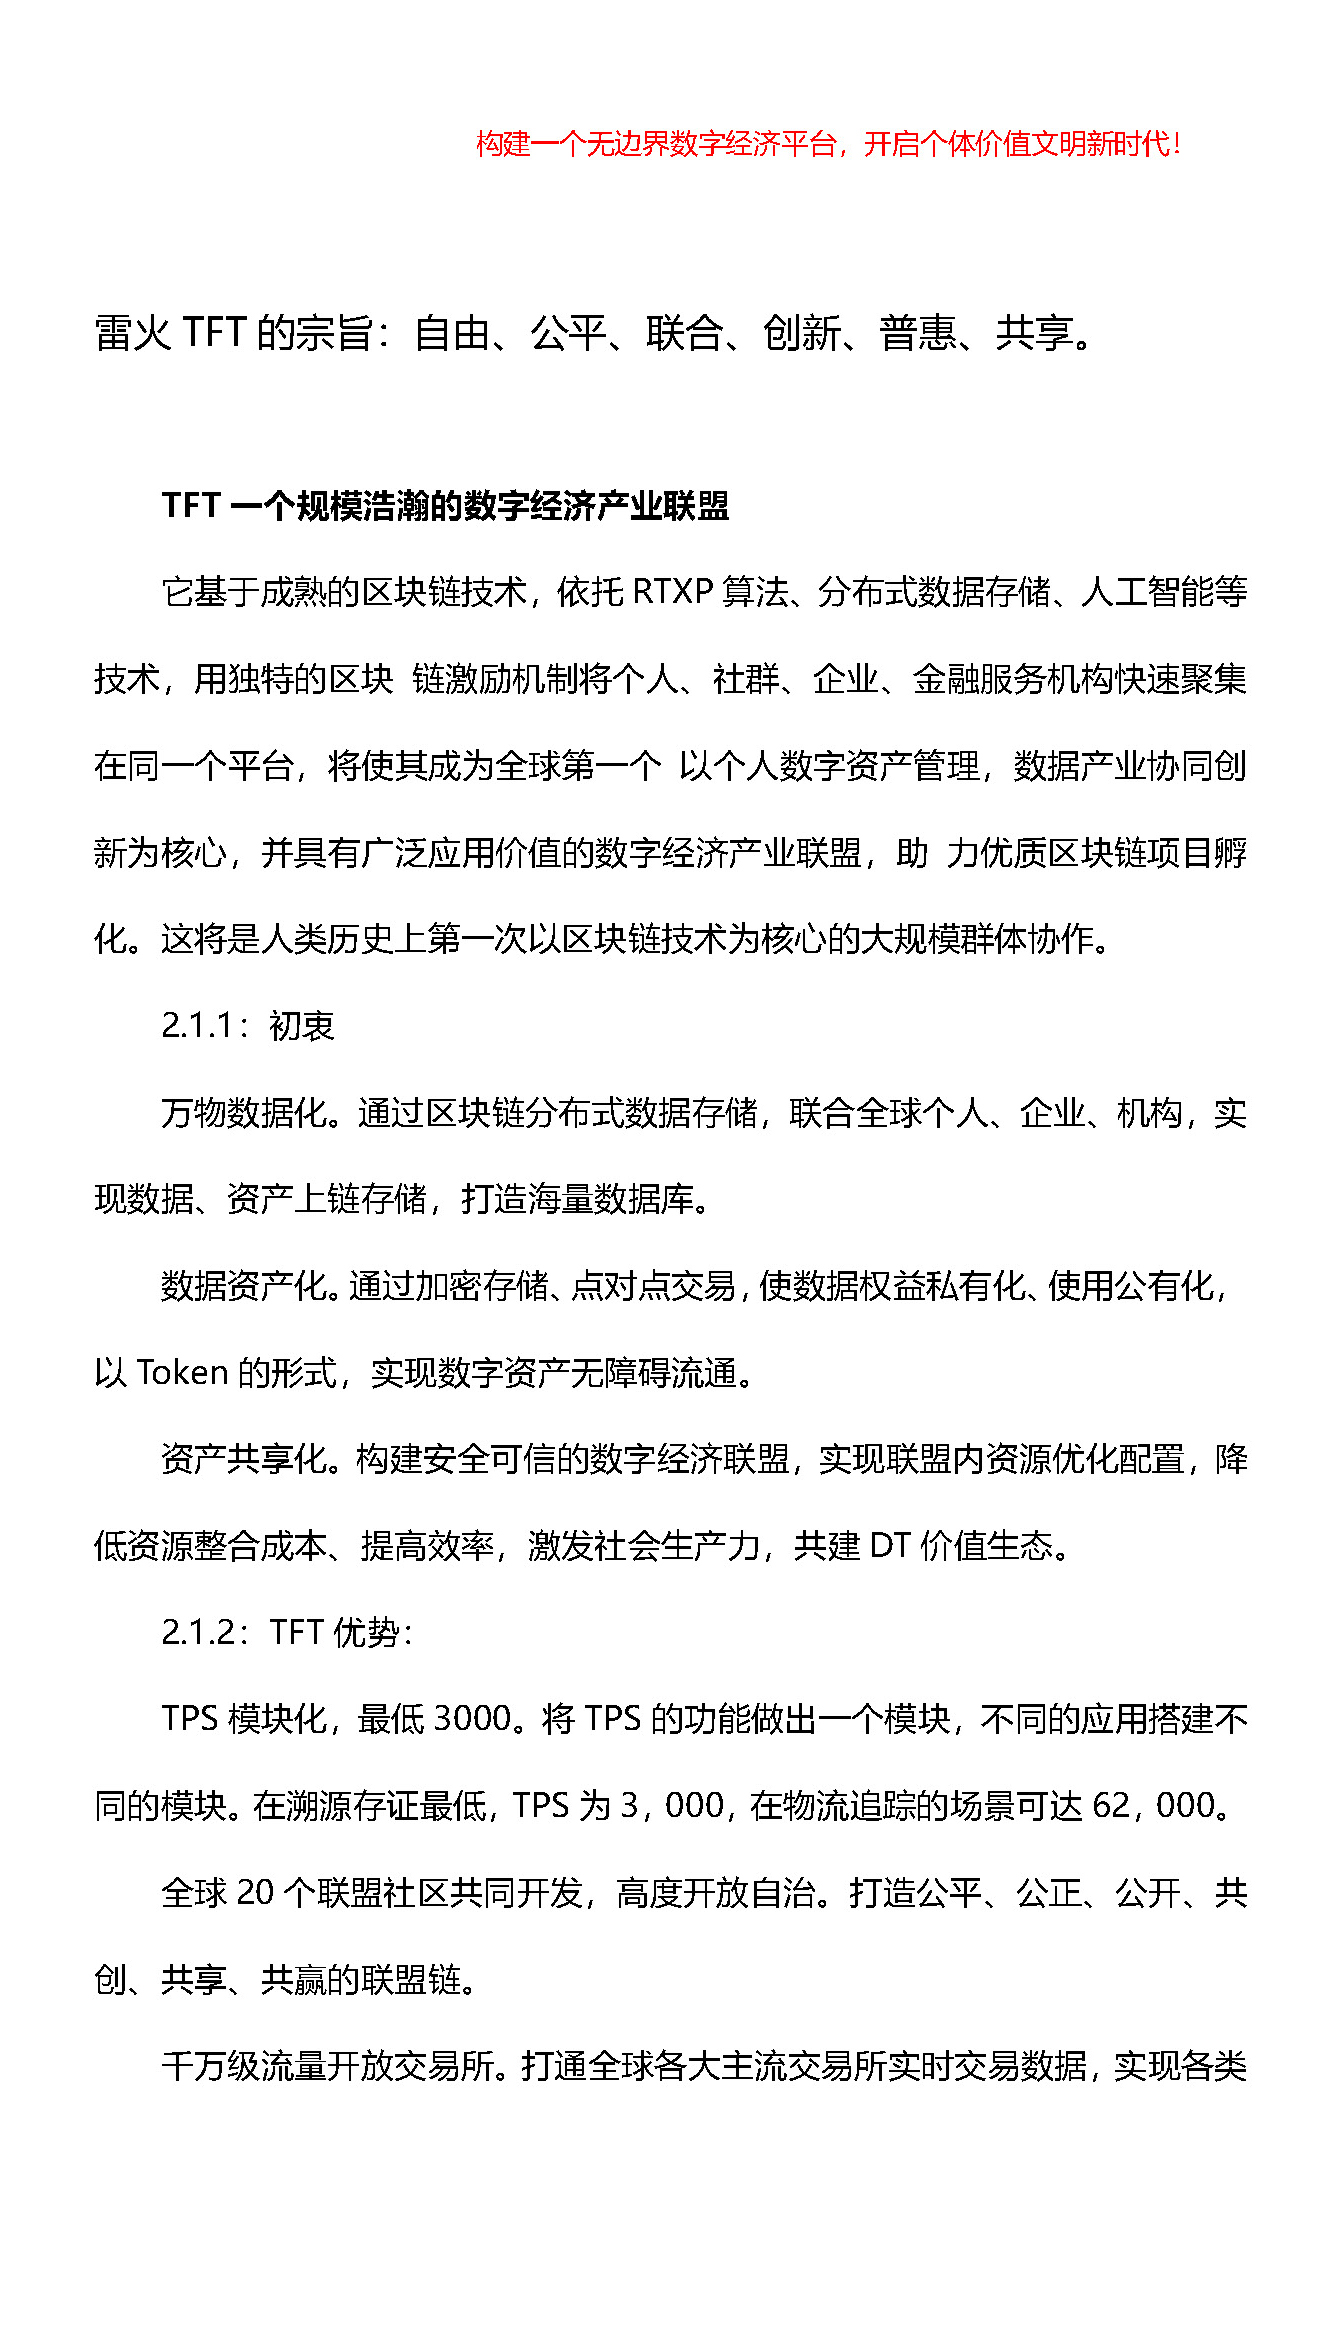 构建一个无边界数字经济平台，开启个体价值文明新时代！
雷火 TFT 的宗旨：自由、公平、联合、创新、普惠、共享。
TFT 一个规模浩瀚的数字经济产业联盟
它基于成熟的区块链技术，依托 RTXP 算法、分布式数据存储、人工智能等
技术，用独特的区块 链激励机制将个人、社群、企业、金融服务机构快速聚集
在同一个平台，将使其成为全球第一个 以个人数字资产管理，数据产业协同创
新为核心，并具有广泛应用价值的数字经济产业联盟，助 力优质区块链项目孵
化。这将是人类历史上第一次以区块链技术为核心的大规模群体协作。
2.1.1：初衷
万物数据化。通过区块链分布式数据存储，联合全球个人、企业、机构，实
现数据、资产上链存储，打造海量数据库。
数据资产化。通过加密存储、点对点交易，使数据权益私有化、使用公有化，
以 Token 的形式，实现数字资产无障碍流通。
资产共享化。构建安全可信的数字经济联盟，实现联盟内资源优化配置，降
低资源整合成本、提高效率，激发社会生产力，共建 DT 价值生态。
2.1.2：TFT 优势：
TPS 模块化，最低 3000。将 TPS 的功能做出一个模块，不同的应用搭建不
同的模块。在溯源存证最低，TPS 为 3，000，在物流追踪的场景可达 62，000。
全球 20 个联盟社区共同开发，高度开放自治。打造公平、公正、公开、共
创、共享、共赢的联盟链。
千万级流量开放交易所。打通全球各大主流交易所实时交易数据，实现各类